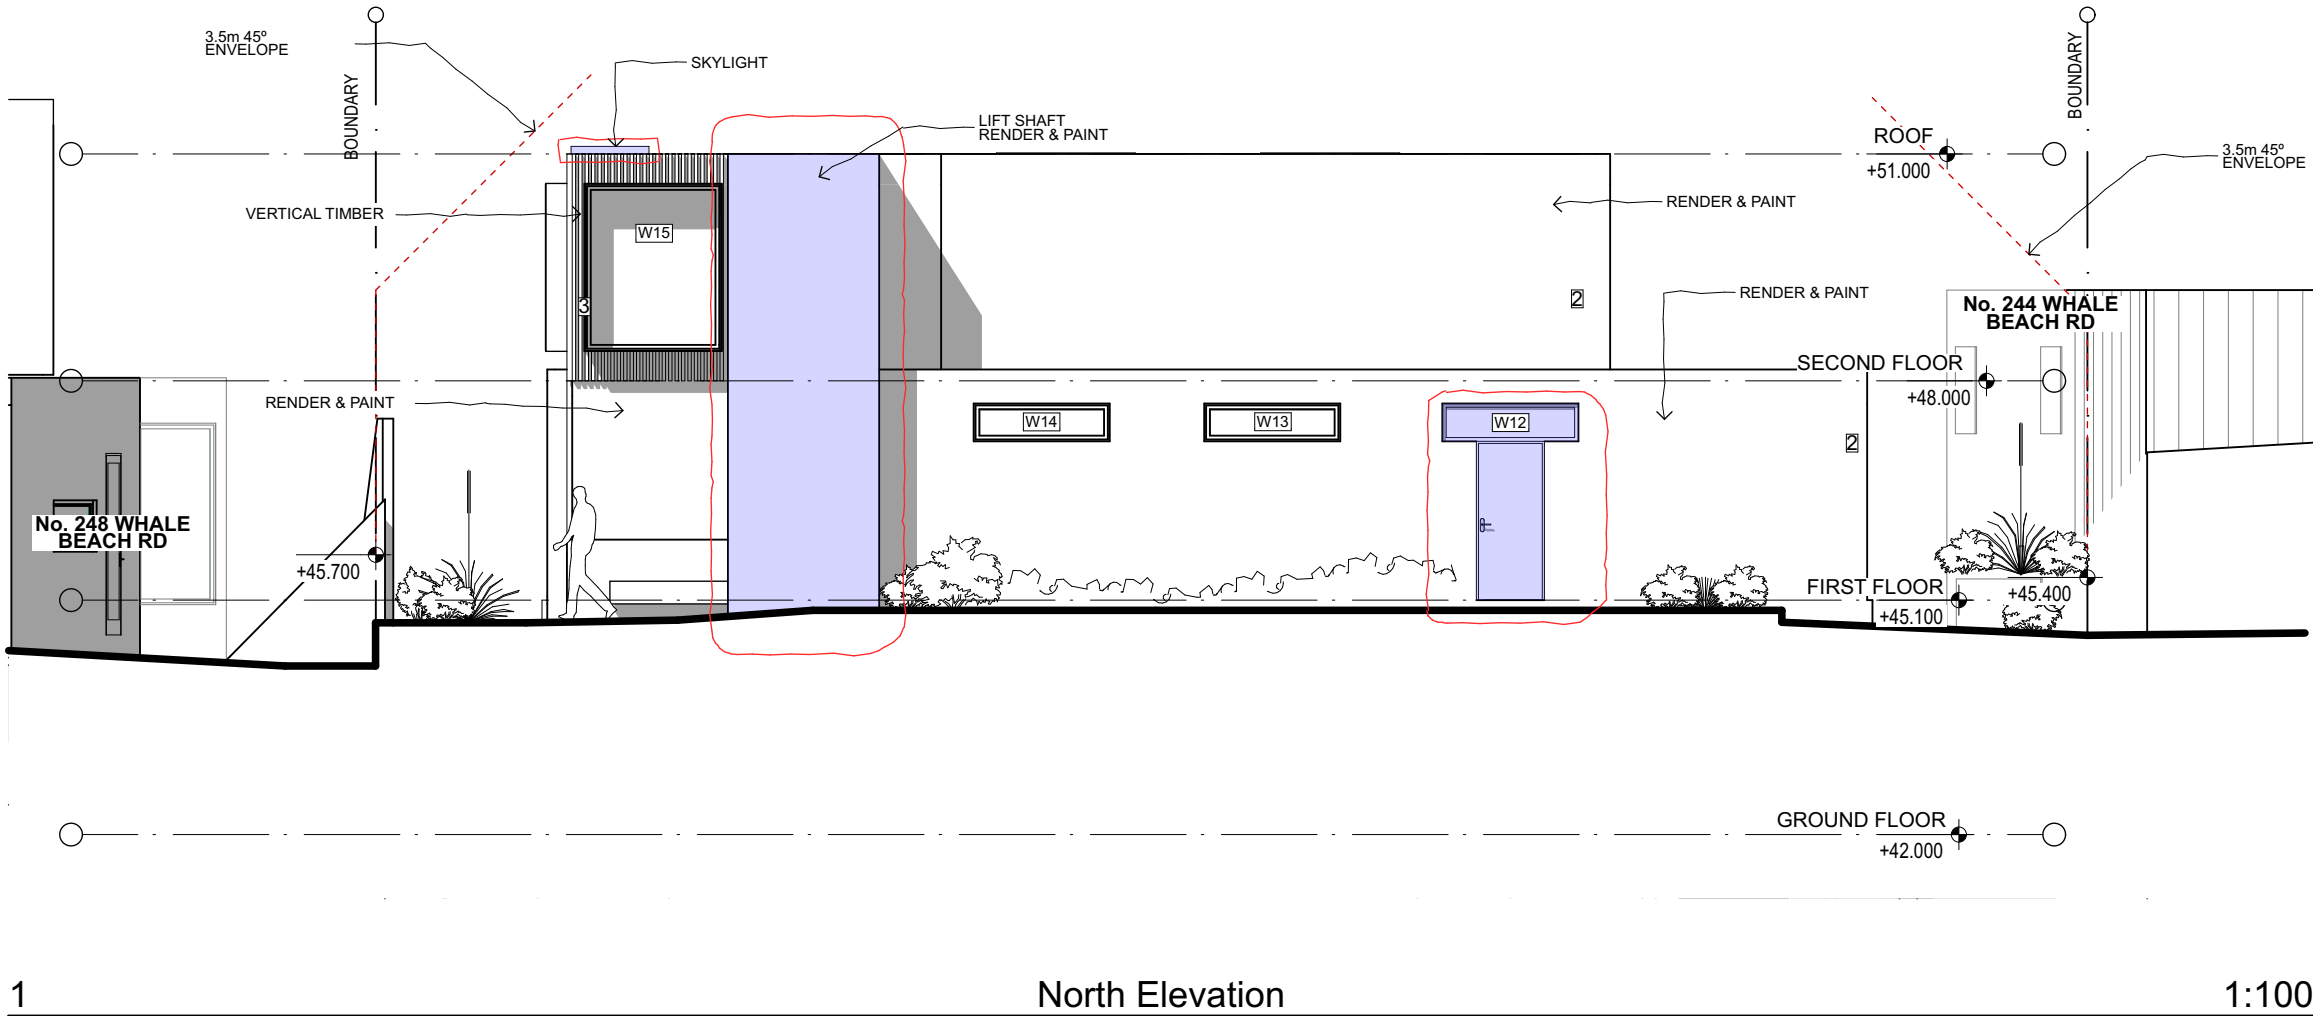 3.5m 45º
ENVELOPE
BOUNDARY
SKYLIGHT
LIFT SHAFT
RENDER & PAINT
BOUNDARY
ROOF
+51.000
3.5m 45º
ENVELOPE
VERTICAL TIMBER
W15
RENDER & PAINT
3
2
RENDER & PAINT
No. 244 WHALE
BEACH RD
SECOND FLOOR
+48.000
RENDER & PAINT
W14
W13
W12
2
No. 248 WHALE
BEACH RD
+45.700
FIRST FLOOR
+45.100
+45.400
GROUND FLOOR
+42.000
1
North Elevation
1:100